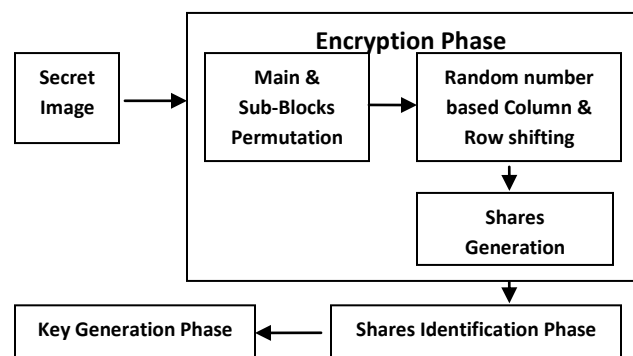 Encryption Phase
Secret
Image
Main &
Sub-Blocks
Permutation
Random number
based Column &
Row shifting
Shares
Generation
Key Generation Phase
Shares Identification Phase